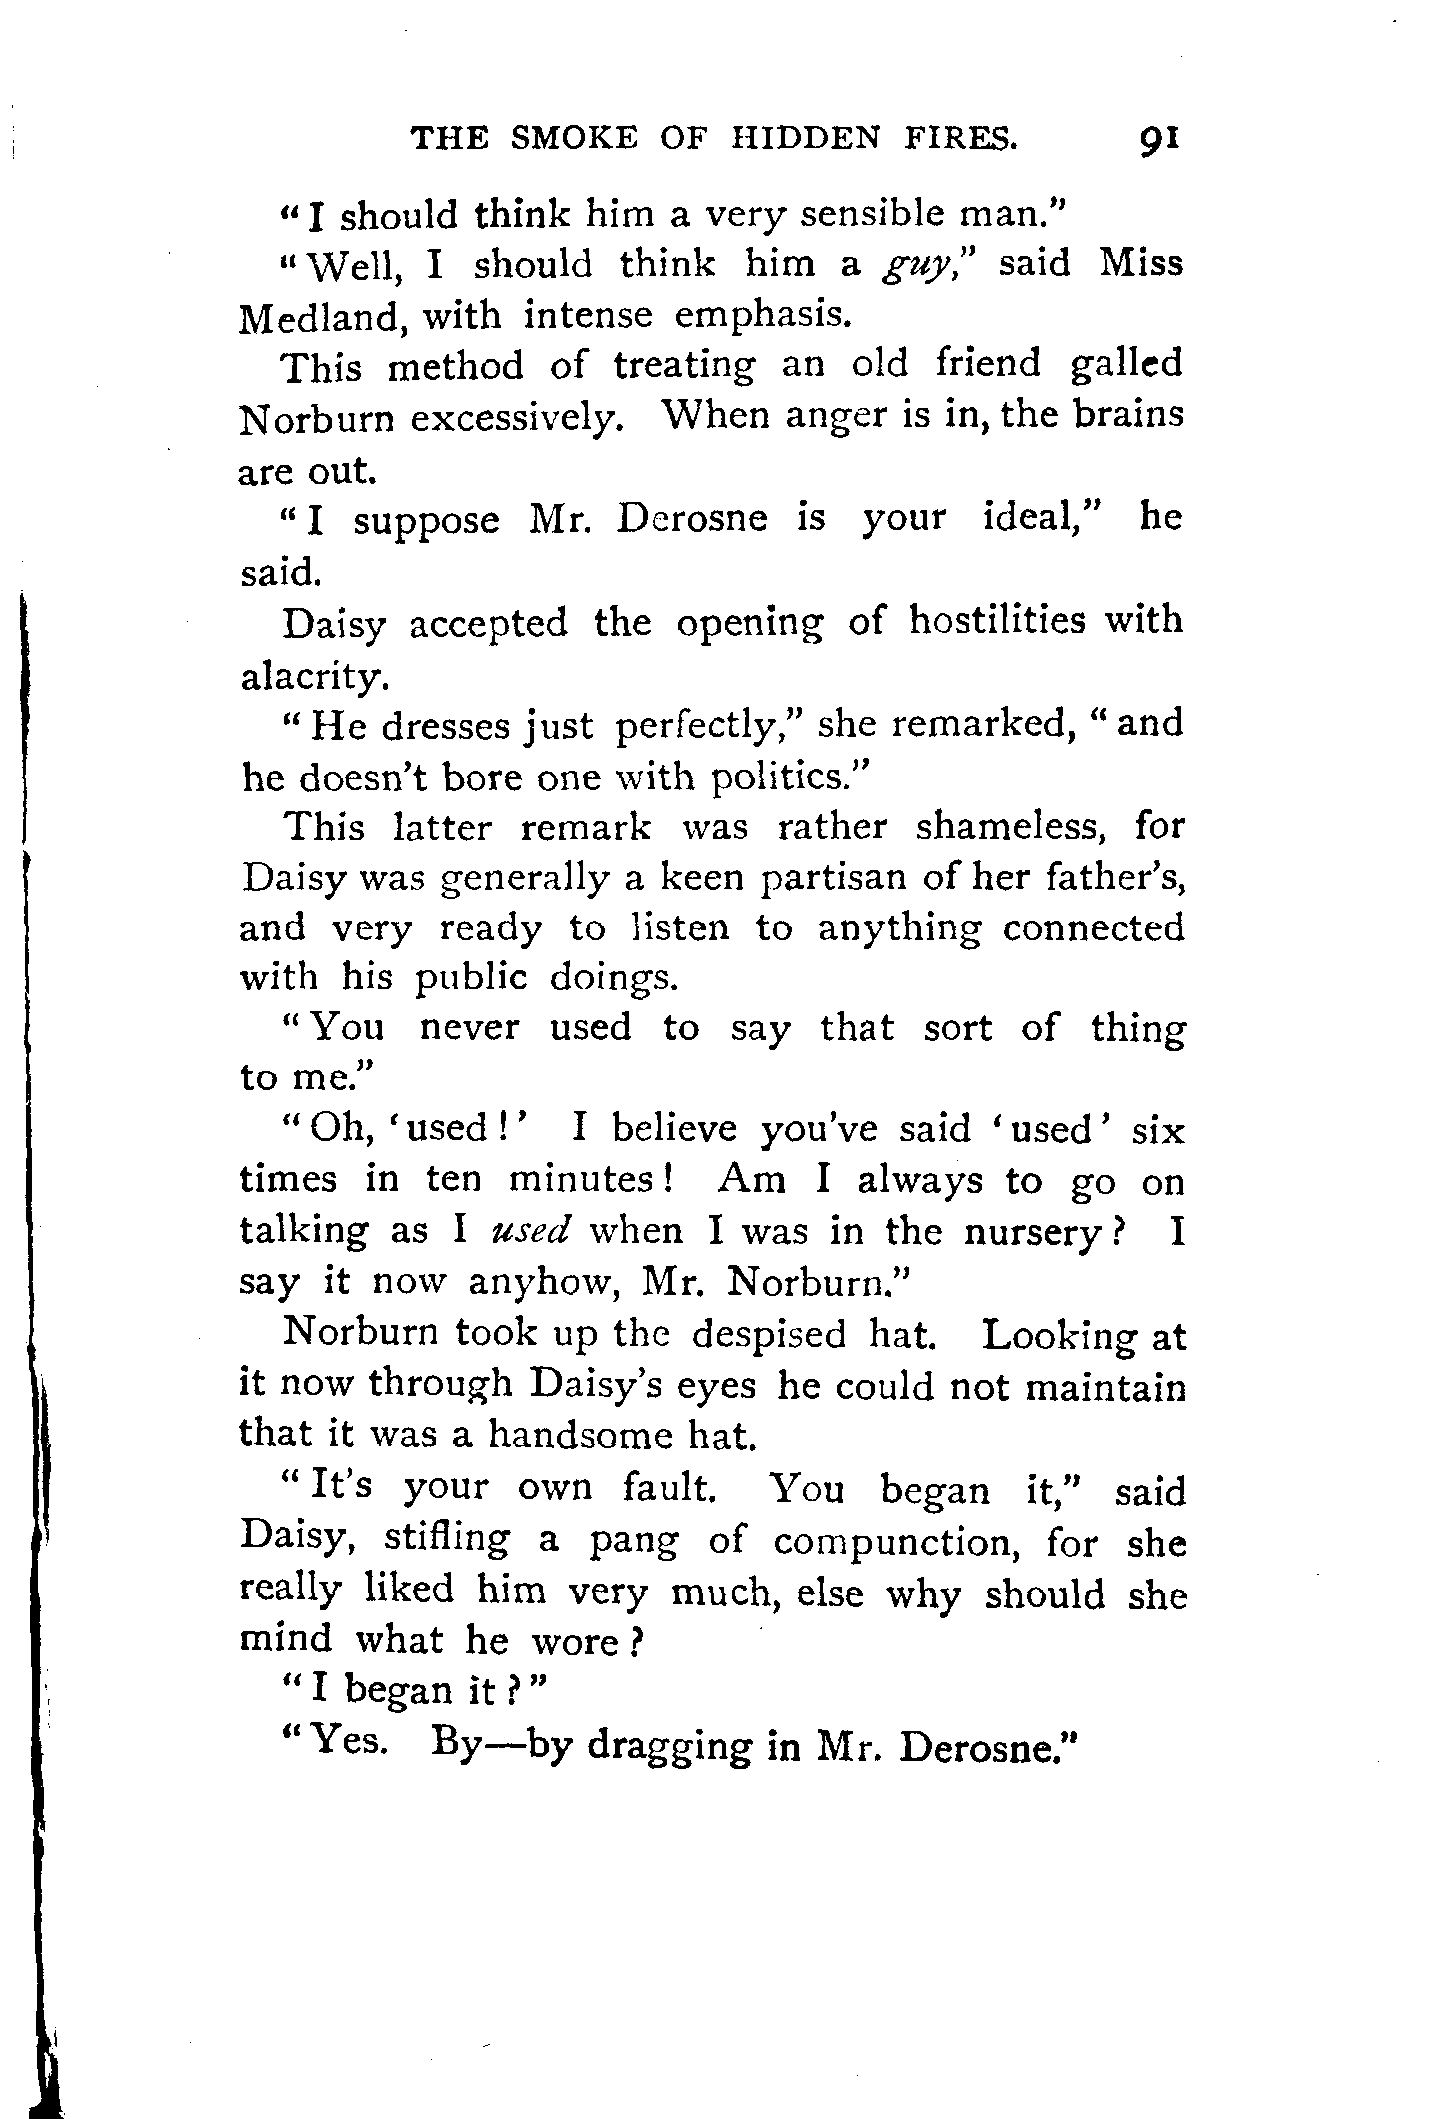 THE SMOKE OF HIDDEN FIRES. 91
“I should think him a very sensible man.”
“Well, I should think him a guy,” said Miss
Medland, with intense emphasis.
This method of treating an old friend galled
Norburn excessively. When anger is in, the brains
are out.
“I suppose Mr. Derosne is your ideal,” he
said.
Daisy accepted the opening of hostilities with
alacrity.
“He dresses just perfectly,” she remarked, “and
he doesn't bore one with politics.”
This latter remark was rather shameless, for
Daisy was generally a keen partisan of her father's,
and very ready to listen to anything connected
with his public doings.
“You never used to say that sort of thing
to me.”
“Oh, ‘used!’ I believe you've said ‘used’ six
times in ten minutes! Am I always to go on
talking as I used when I was in the nursery? I
say it now anyhow, Mr. Norburn.”
Norburn took up the despised hat. Looking at
it now through Daisy's eyes he could not maintain
that it was a handsome hat.
“It's your own fault. You began it,” said
Daisy, stifling a pang of compunction, for she
really liked him very much, else why should she
mind what he wore?
“I began it?”
“Yes. By—by dragging in Mr. Derosne.”